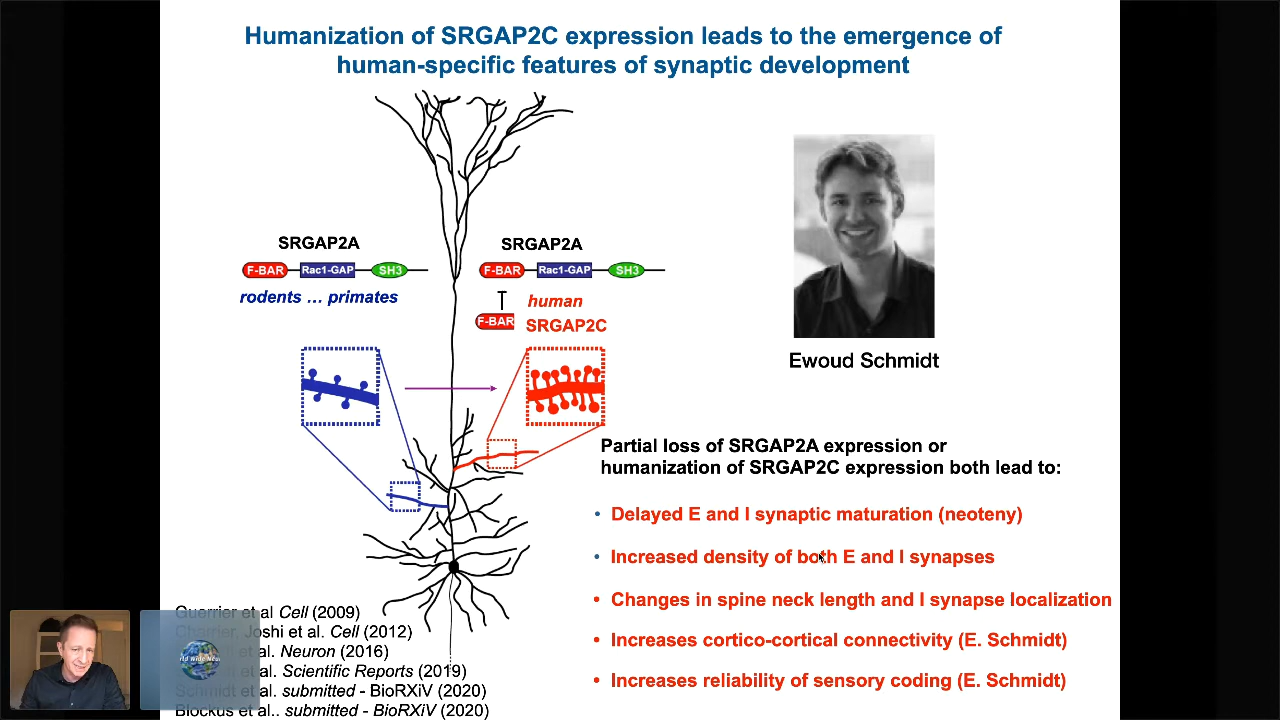 Humanization of SRGAP2C expression leads to the emergence of
human-specific features of synaptic development
SRGAP2A
F-BAR Rac1-GAP SH3
rodents ... primates
SRGAP2A
F-BAR Rac1-GAP SH3
human
F-BAR SRGAP2C
Ewoud Schmidt
Partial loss of SRGAP2A expression or
humanization of SRGAP2C expression both lead to:
• Delayed E and I synaptic maturation (neoteny)
• Increased density of both E and I synapses
• Changes in spine neck length and I synapse localization
• Increases cortico-cortical connectivity (E. Schmidt)
• Increases reliability of sensory coding (E. Schmidt)
Guerrier et al Cell (2009)
Charrier, Joshi et al. Cell (2012)
et al. Neuron (2016)
et al. Scientific Reports (2019)
Schmidt et al. submitted - BioRXiV (2020)
Blockus et al.. submitted - BioRXiV (2020)